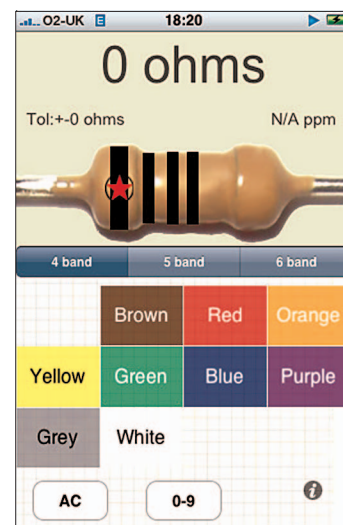 O2-UK E 18:20
0 ohms
Tol:+-0 ohms N/A ppm
4 band 5 band 6 band
Brown Red Orange
Yellow Green Blue Purple
Grey White
AC 0-9 i